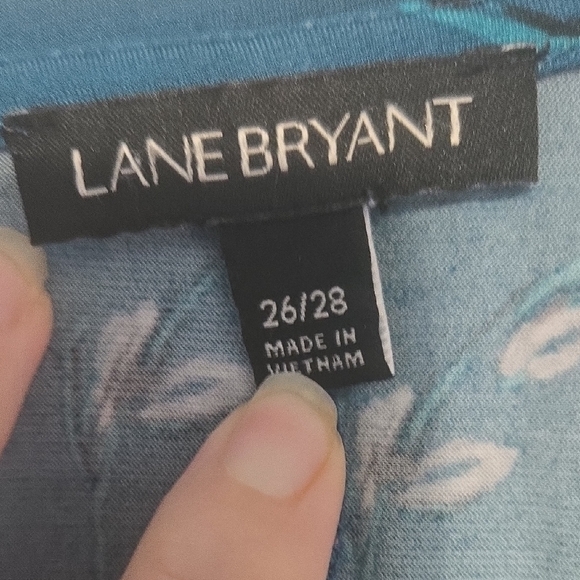 LANE BRYANT
26/28
MADE IN
VIETNAM